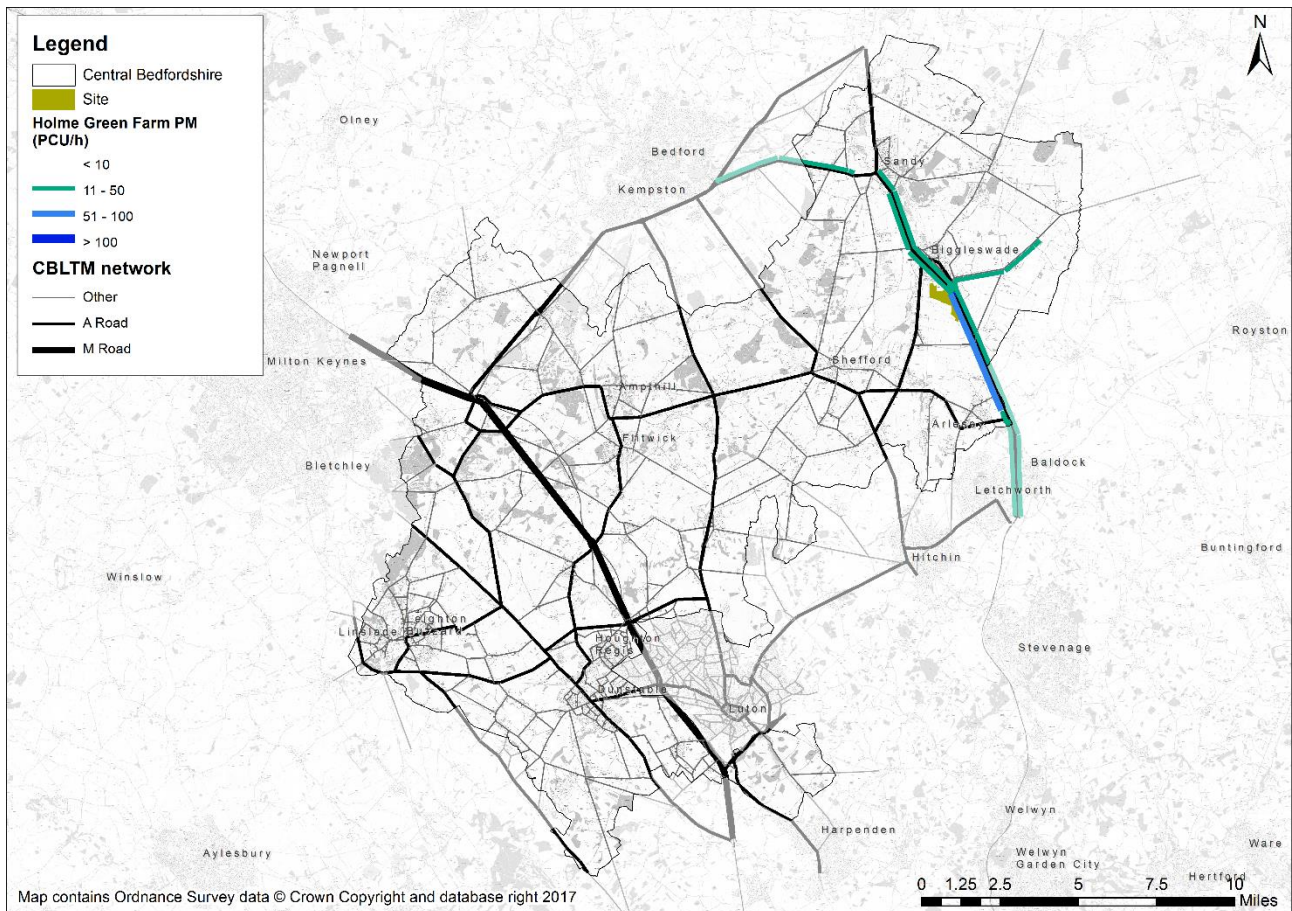 Legend
Central Bedfordshire
Site
Holme Green Farm PM
(PCU/h)
< 10
11 - 50
51 - 100
> 100
CBLTM network
Other
A Road
M Road
N
Olney
Bedford
Sandy
Kempston
Newport
Pagnell
Biggleswade
Royston
Milton Keynes
Shefford
Ampthill
Arlesey
Flitwick
Bletchley
Baldock
Letchworth
Buntingford
Hitchin
Winslow
Leighton
Linslade Buzzard
Houghton
Regis
Stevenage
Dunstable
Luton
Welwyn
Harpenden
Ware
Aylesbury
Welwyn
Garden City
Hertford
Map contains Ordnance Survey data © Crown Copyright and database right 2017
0 1.25 2.5 5 7.5 10
Miles